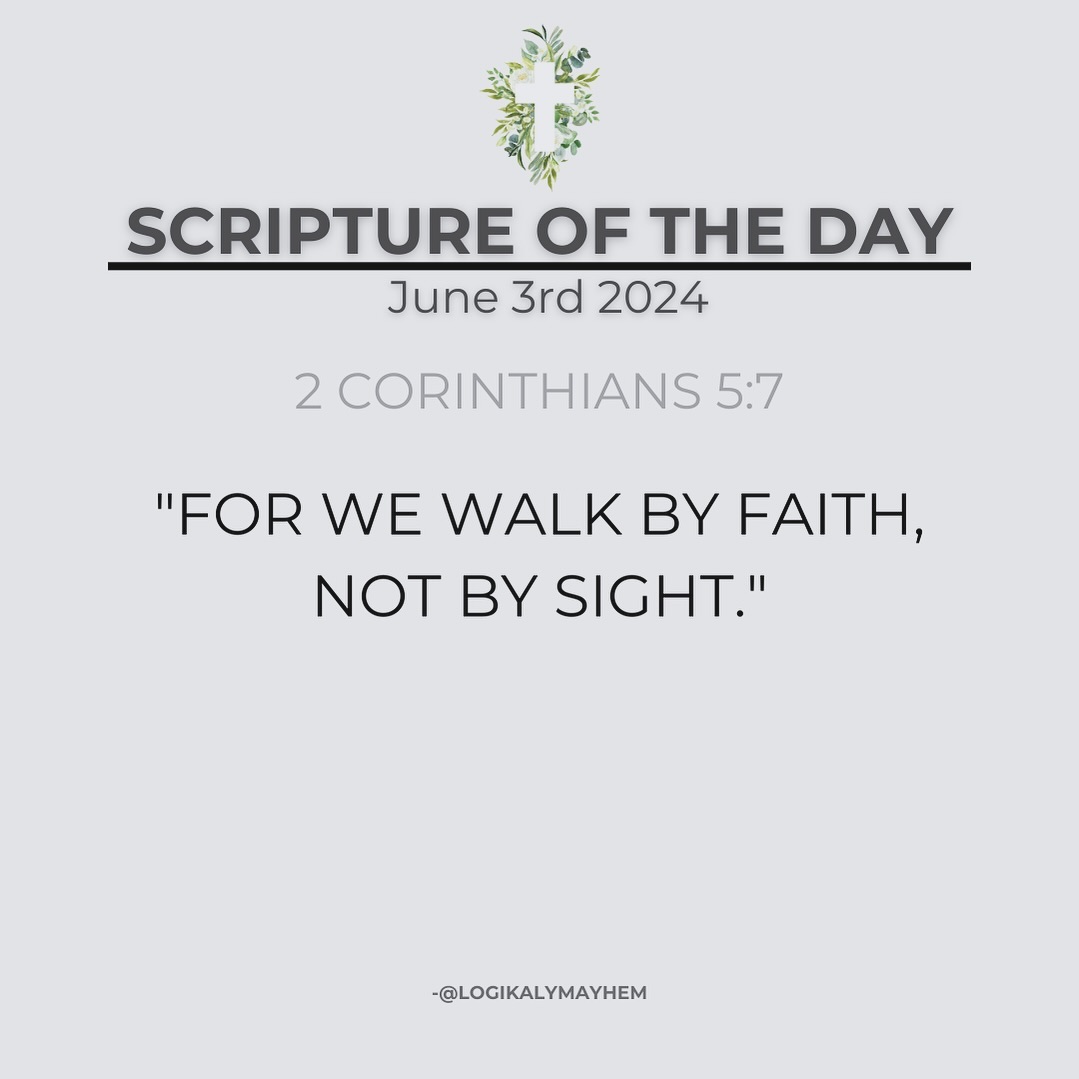 SCRIPTURE OF THE DAY
June 3rd 2024
2 CORINTHIANS 5:7
"FOR WE WALK BY FAITH,
NOT BY SIGHT."
-@LOGIKALYMAYHEM